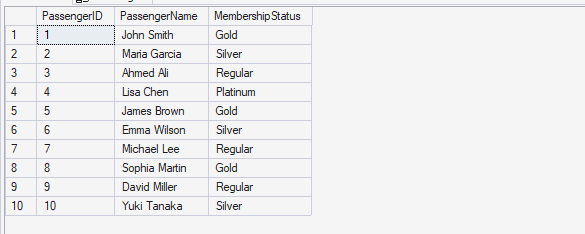 PassengerID PassengerName MembershipStatus
1 1 John Smith Gold
2 2 Maria Garcia Silver
3 3 Ahmed Ali Regular
4 4 Lisa Chen Platinum
5 5 James Brown Gold
6 6 Emma Wilson Silver
7 7 Michael Lee Regular
8 8 Sophia Martin Gold
9 9 David Miller Regular
10 10 Yuki Tanaka Silver